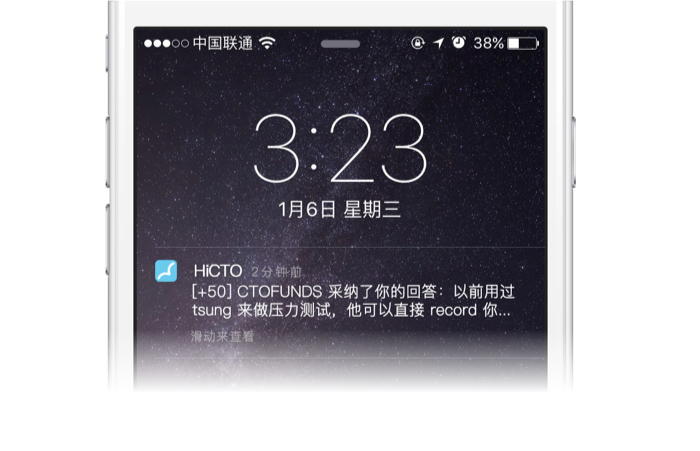 中国联通 38%
3:23
1月6日 星期三
HiCTO 2分钟前
[+50] CTOFUNDS 采纳了你的回答：以前用过
tsung 来做压力测试，他可以直接 record 你...
滑动来查看